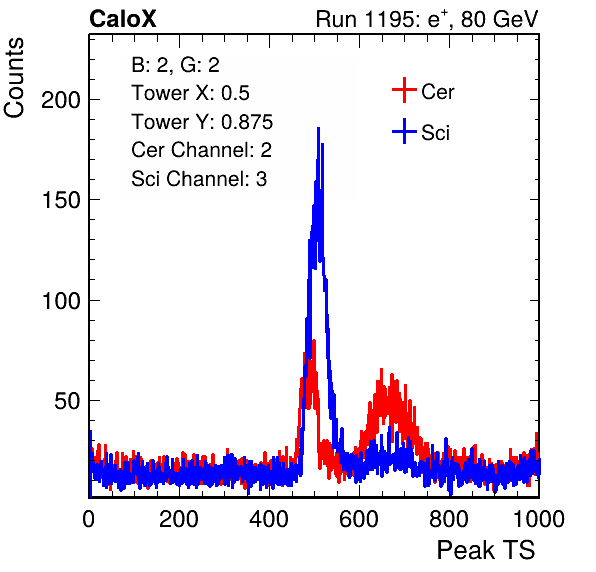 CaloX Run 1195: e⁺, 80 GeV
Counts
B: 2, G: 2
Tower X: 0.5
Tower Y: 0.875
Cer Channel: 2
Sci Channel: 3
Cer
Sci
200
150
100
50
0 200 400 600 800 1000
Peak TS